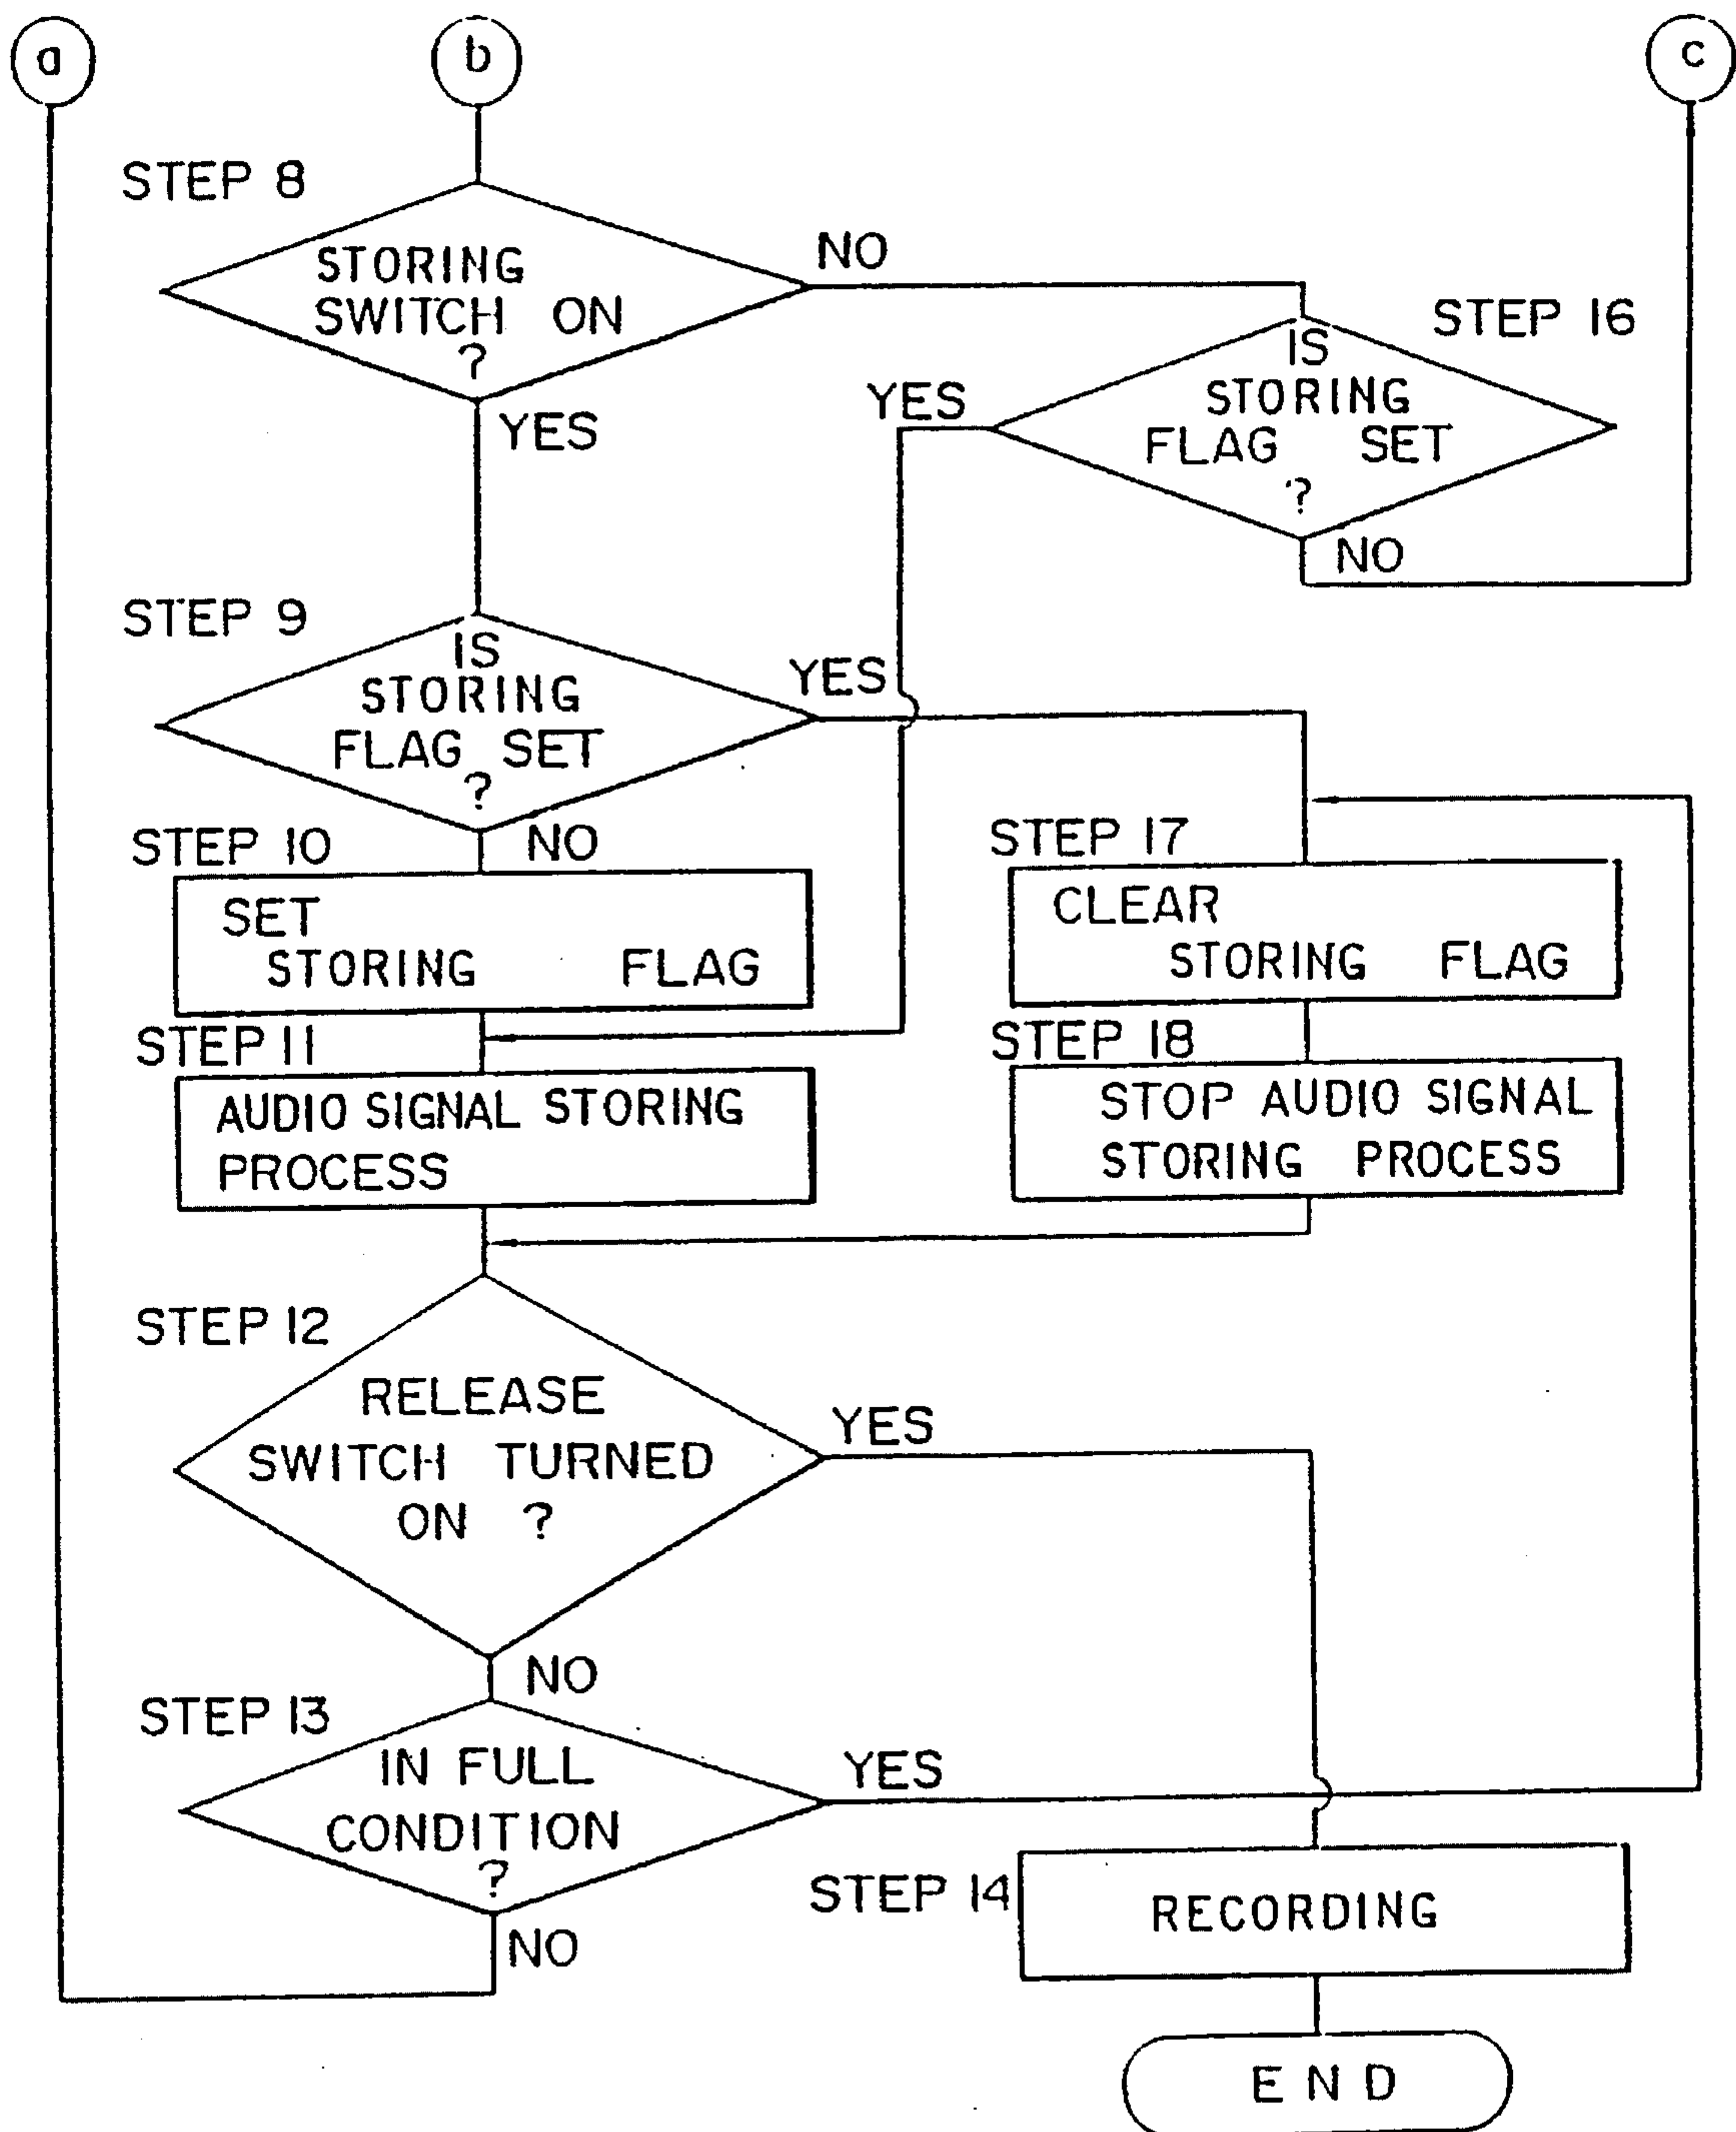 a
b
c
STEP 8
STORING
SWITCH ON
?
NO
YES
STEP 16
IS
STORING
FLAG SET
?
YES
NO
STEP 9
IS
STORING
FLAG SET
?
YES
NO
STEP 10
SET
STORING FLAG
STEP 17
CLEAR
STORING FLAG
STEP 11
AUDIO SIGNAL STORING
PROCESS
STEP 18
STOP AUDIO SIGNAL
STORING PROCESS
STEP 12
RELEASE
SWITCH TURNED
ON ?
YES
NO
STEP 13
IN FULL
CONDITION
?
YES
NO
STEP 14
RECORDING
END